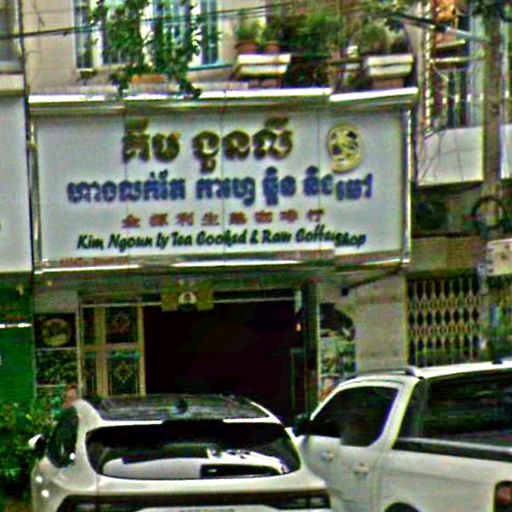 គីម ងួនលី
ហាងលក់តែ កាហ្វេ ឆ្អិន និងឆៅ
金源利生熟咖啡行
Kim Ngoun Ly Tea Cooked & Raw Coffee Shop